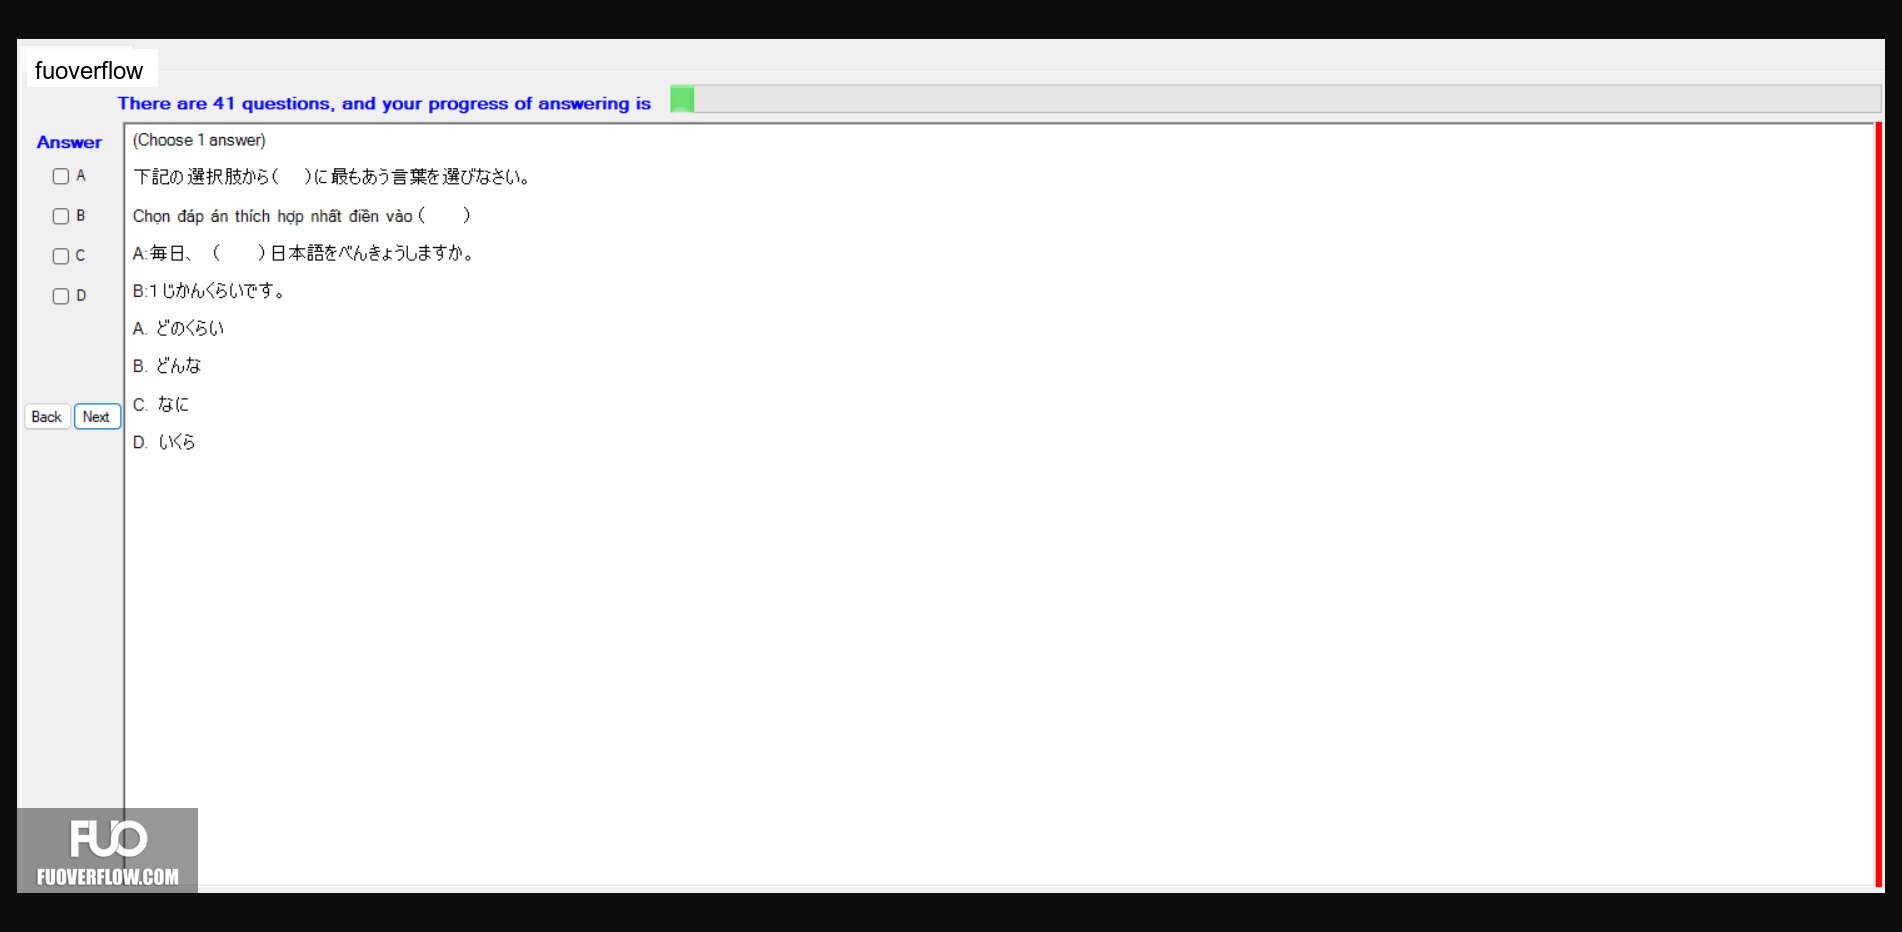 fuoverflow
There are 41 questions, and your progress of answering is
Answer
A
B
C
D
Back
Next
(Choose 1 answer)
下記の選択肢から(　)に最もあう言葉を選びなさい。
Chọn đáp án thích hợp nhất điền vào (　　)
A:毎日、（　　）日本語をべんきょうしますか。
B:1じかんくらいです。
A. どのくらい
B. どんな
C. なに
D. いくら
FUO
FUOVERFLOW.COM